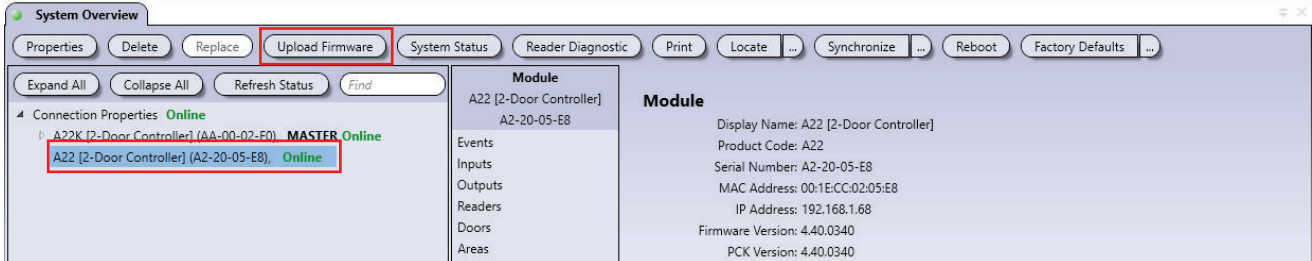 System Overview
Properties Delete Replace Upload Firmware System Status Reader Diagnostic Print Locate ... Synchronize ... Reboot Factory Defaults ...
Expand All Collapse All Refresh Status Find
Connection Properties Online
A22K [2-Door Controller] (AA-00-02-F0), MASTER Online
A22 [2-Door Controller] (A2-20-05-E8), Online
Module
A22 [2-Door Controller]
A2-20-05-E8
Events
Inputs
Outputs
Readers
Doors
Areas
Module
Display Name: A22 [2-Door Controller]
Product Code: A22
Serial Number: A2-20-05-E8
MAC Address: 00:1E:CC:02:05:E8
IP Address: 192.168.1.68
Firmware Version: 4.40.0340
PCK Version: 4.40.0340